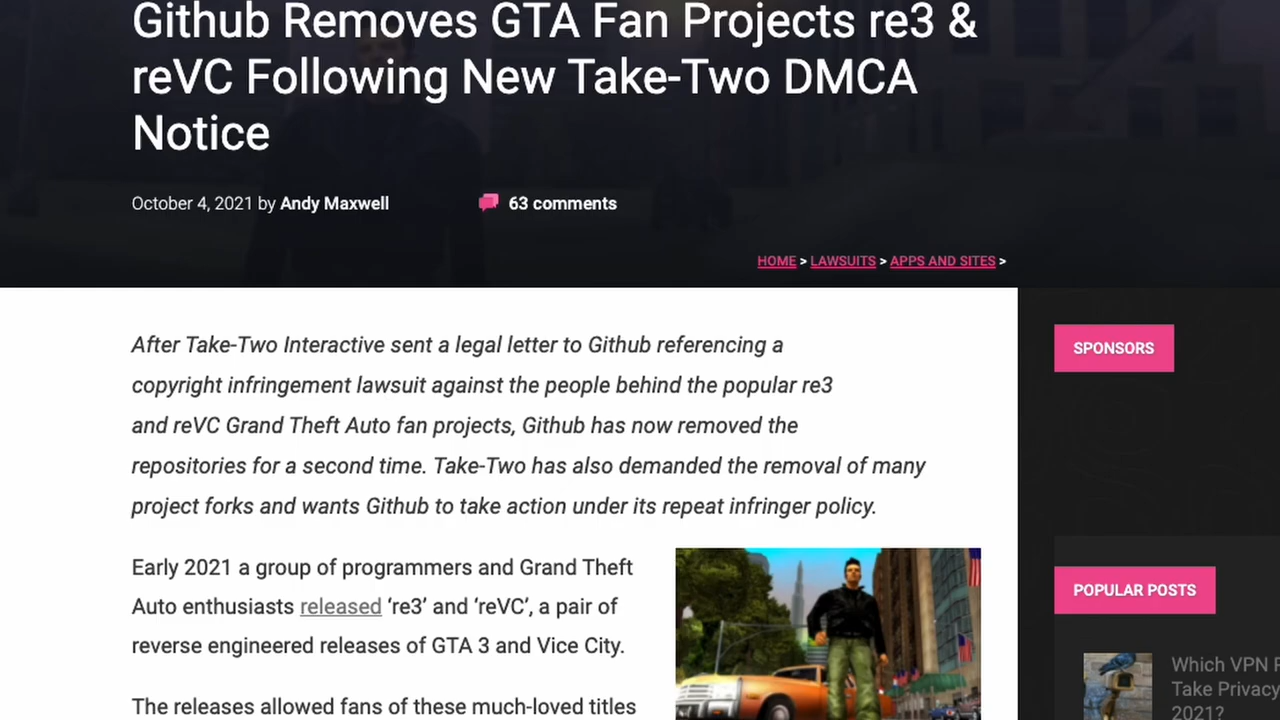 Github Removes GTA Fan Projects re3 &
reVC Following New Take-Two DMCA
Notice
October 4, 2021 by Andy Maxwell
63 comments
HOME > LAWSUITS > APPS AND SITES >
After Take-Two Interactive sent a legal letter to Github referencing a
copyright infringement lawsuit against the people behind the popular re3
and reVC Grand Theft Auto fan projects, Github has now removed the
repositories for a second time. Take-Two has also demanded the removal of many
project forks and wants Github to take action under its repeat infringer policy.
Early 2021 a group of programmers and Grand Theft
Auto enthusiasts released ‘re3’ and ‘reVC’, a pair of
reverse engineered releases of GTA 3 and Vice City.
The releases allowed fans of these much-loved titles
SPONSORS
POPULAR POSTS
Which VPN P
Take Privacy
2021?